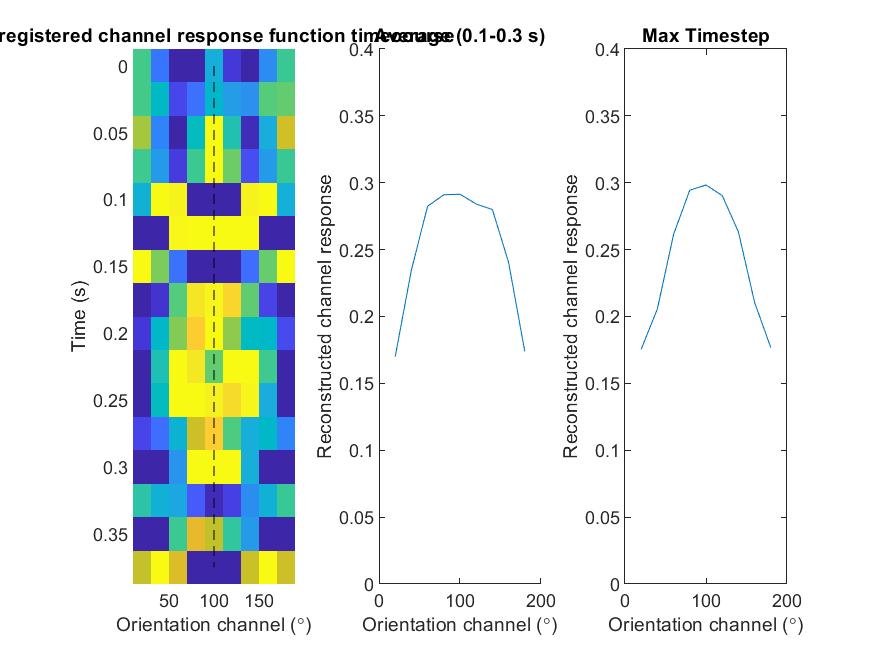 registered channel response function timecourse
Average (0.1-0.3 s)
Max Timestep
0
0.05
0.1
0.15
0.2
0.25
0.3
0.35
Time (s)
50 100 150
Orientation channel (°)
0.4
0.35
0.3
0.25
0.2
0.15
0.1
0.05
0
Reconstructed channel response
0 100 200
Orientation channel (°)
0.4
0.35
0.3
0.25
0.2
0.15
0.1
0.05
0
Reconstructed channel response
0 100 200
Orientation channel (°)